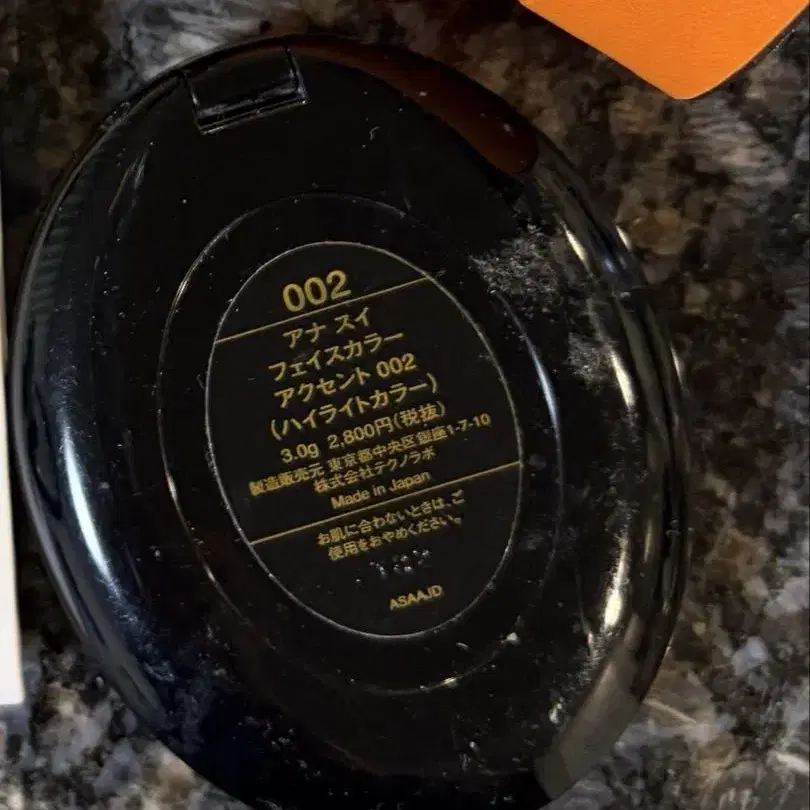 002
アナ スイ
フェイスカラー
アクセント 002
(ハイライトカラー)
3.0g 2,800円(税抜)
製造販売元 東京都中央区銀座1-7-10
株式会社テクノラボ
Made in Japan
お肌に合わないときは、ご
使用をおやめください。
ASAAJD